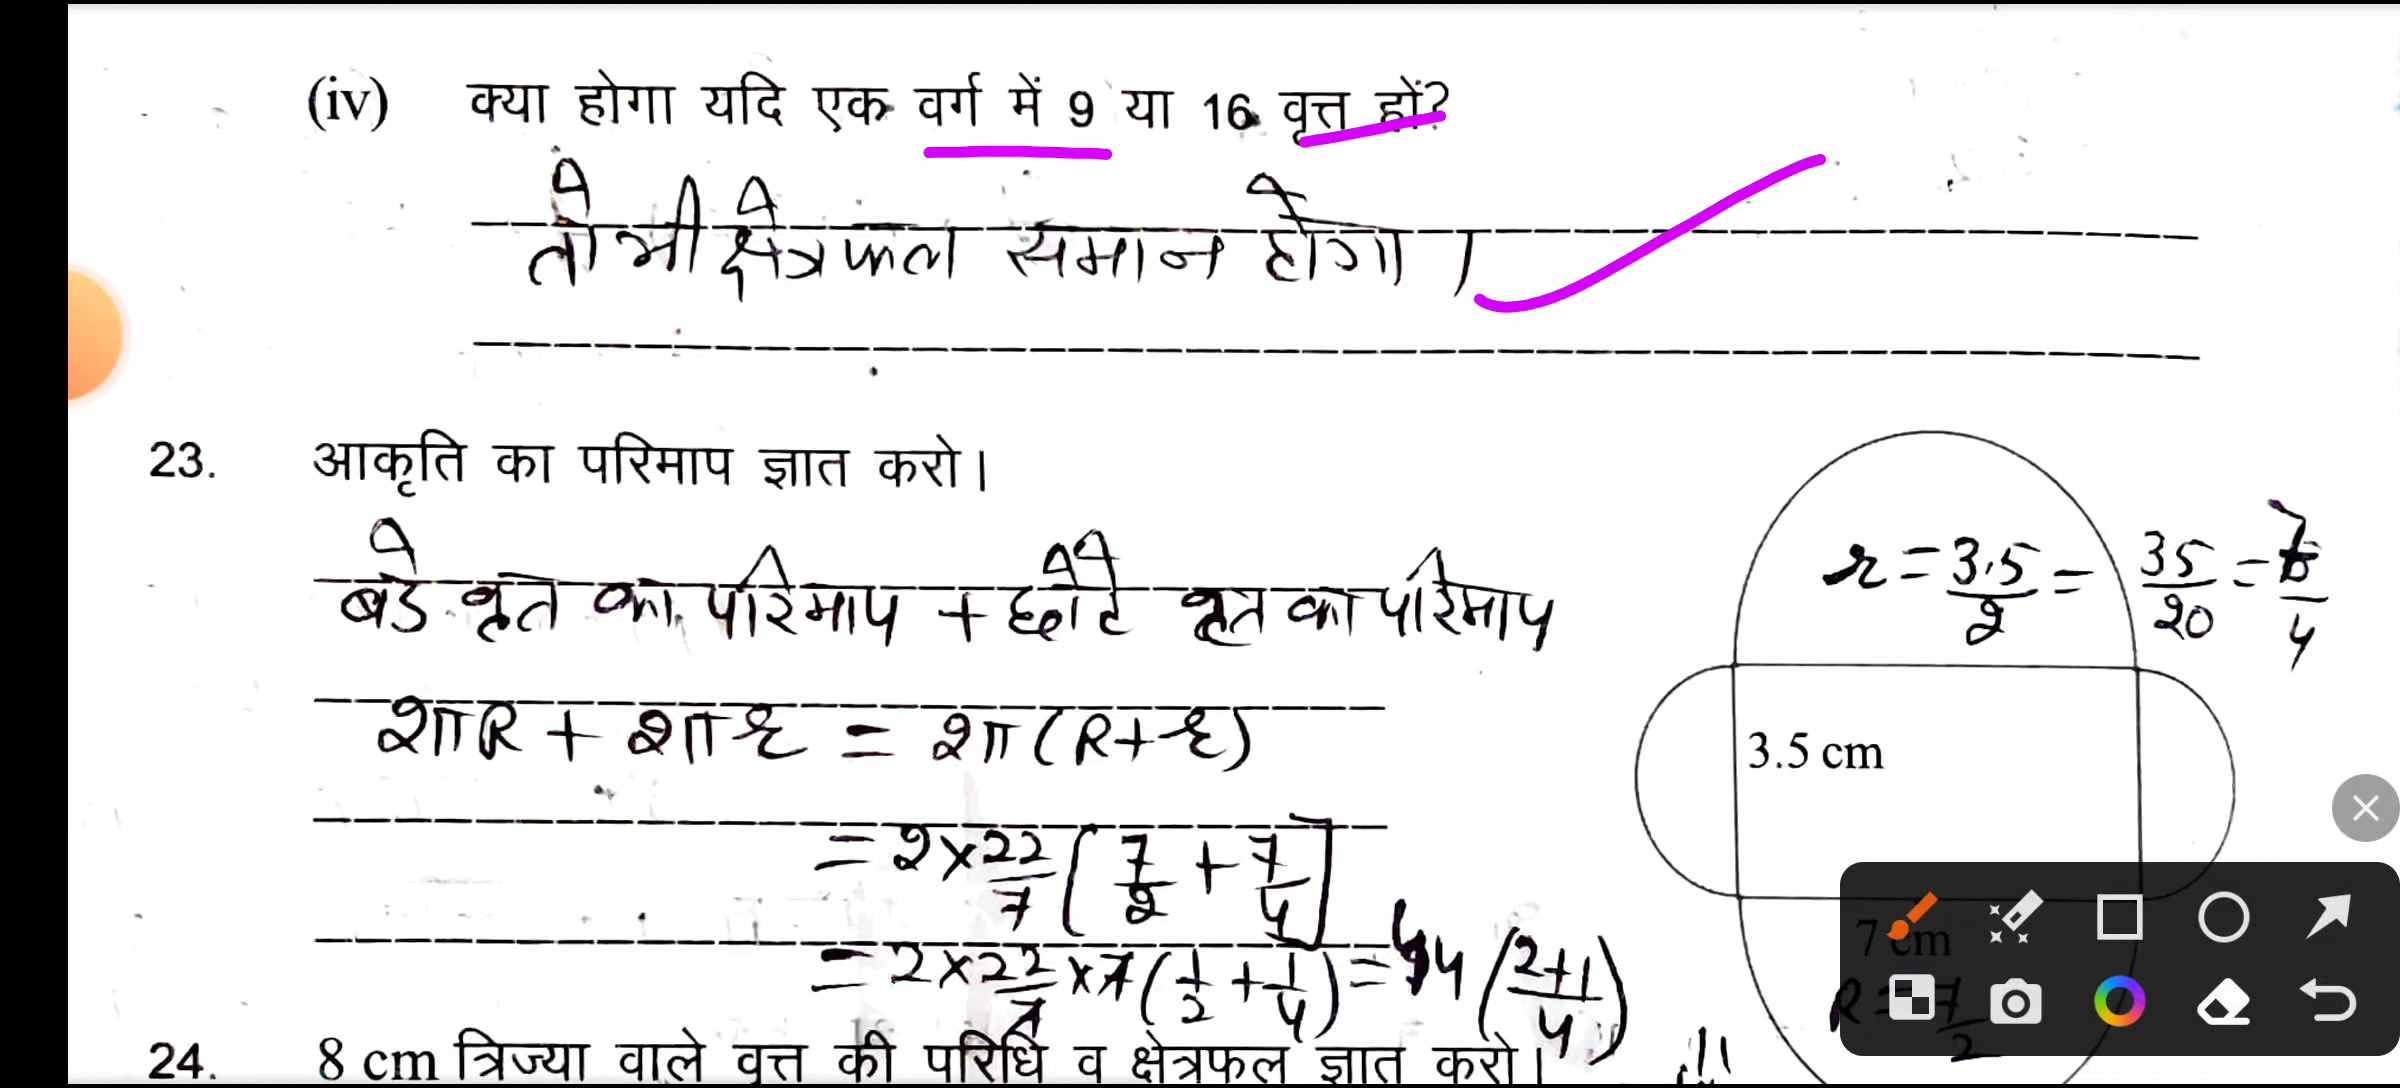 (iv) क्या होगा यदि एक वर्ग में 9 या 16 वृत्त हों?
तो भी क्षेत्रफल समान होगा।
23. आकृति का परिमाप ज्ञात करो।
बडे वृत का परिमाप + छोटे वृत का परिमाप
r = 3.5/2 = 35/20 = 7/4
2πR + 2πr = 2π(R+r)
3.5 cm
= 2×22/7 [7/2 + 7/4]
7 cm
= 2×22/7 ×7 (1/2 + 1/4) = 44 (2+1/4)
R = 7/2
24. 8 cm त्रिज्या वाले वृत्त की परिधि व क्षेत्रफल ज्ञात करो।